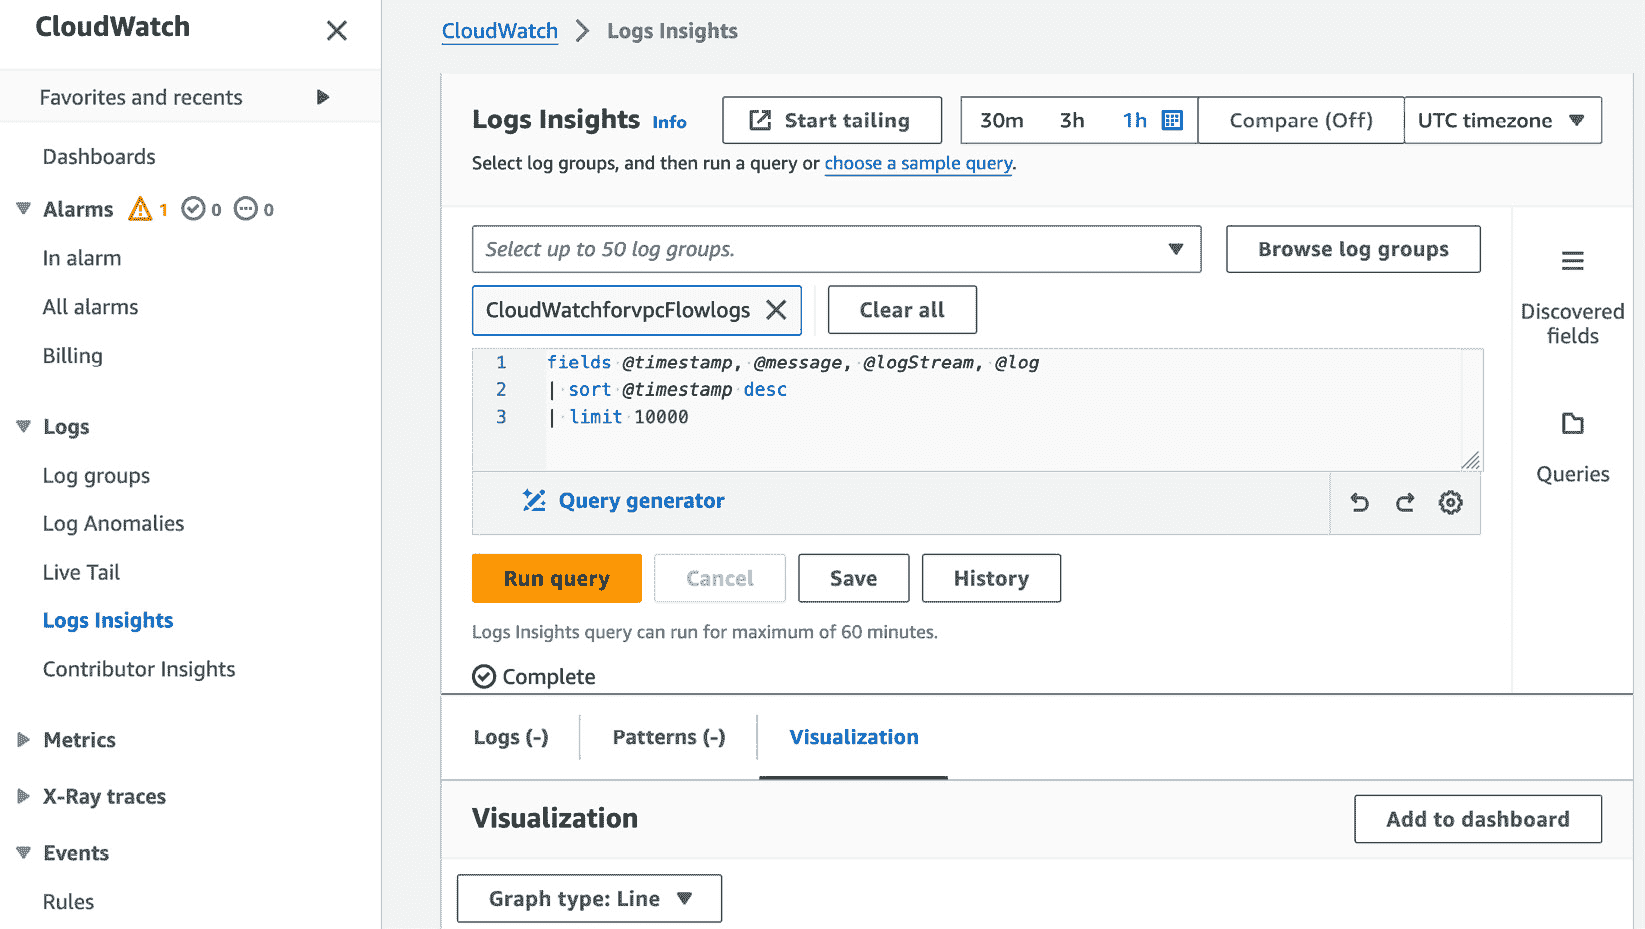 CloudWatch
Favorites and recents
Dashboards
Alarms 1 0 0
In alarm
All alarms
Billing
Logs
Log groups
Log Anomalies
Live Tail
Logs Insights
Contributor Insights
Metrics
X-Ray traces
Events
Rules
CloudWatch > Logs Insights
Logs Insights Info
Start tailing
30m 3h 1h
Compare (Off)
UTC timezone
Select log groups, and then run a query or choose a sample query.
Select up to 50 log groups.
Browse log groups
CloudWatchforvpcFlowlogs
Clear all
1 fields @timestamp, @message, @logStream, @log
2 | sort @timestamp desc
3 | limit 10000
Query generator
Run query
Cancel
Save
History
Logs Insights query can run for maximum of 60 minutes.
Complete
Discovered
fields
Queries
Logs (-)
Patterns (-)
Visualization
Visualization
Add to dashboard
Graph type: Line